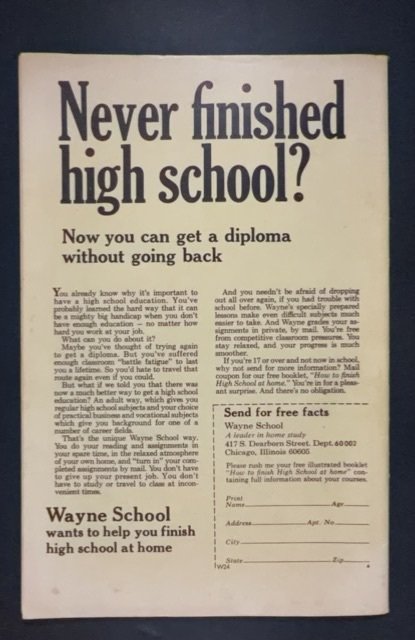 Never finished
high school?
Now you can get a diploma
without going back
You already know why it's important to
have a high school education. You've
probably learned the hard way that it can
be a mighty big handicap when you don't
have enough education – no matter how
hard you work at your job.
What can you do about it?
Maybe you've thought of trying again
to get a diploma. But you've suffered
enough classroom "battle fatigue" to last
you a lifetime. So you'd hate to travel that
route again even if you could.
But what if we told you that there was
now a much better way to get a high school
education? An adult way, which gives you
regular high school subjects and your choice
of practical business and vocational subjects
which give you background for one of a
number of career fields.
That's the unique Wayne School way.
You do your reading and assignments in
your spare time, in the relaxed atmosphere
of your own home, and "turn in" your com-
pleted assignments by mail. You don't have
to give up your present job. You don't
have to study or travel to class at incon-
venient times.
Wayne School
wants to help you finish
high school at home
And you needn't be afraid of dropping
out all over again, if you had trouble with
school before. Wayne's specially prepared
lessons make even difficult subjects much
easier to take. And Wayne grades your as-
signments in private, by mail. You're free
from competitive classroom pressures. You
stay relaxed, and your progress is much
smoother.
If you're 17 or over and not now in school,
why not send for more information? Mail
coupon for our free booklet, "How to finish
High School at home." You're in for a pleas-
ant surprise. And there's no obligation.
Send for free facts
Wayne School
A leader in home study
417 S. Dearborn Street. Dept. 60 002
Chicago, Illinois 60605
Please rush me your free illustrated booklet
"How to finish High School at home" con-
taining full information about your courses.
Print
Name Age
Address Apt. No.
City
State Zip
W24